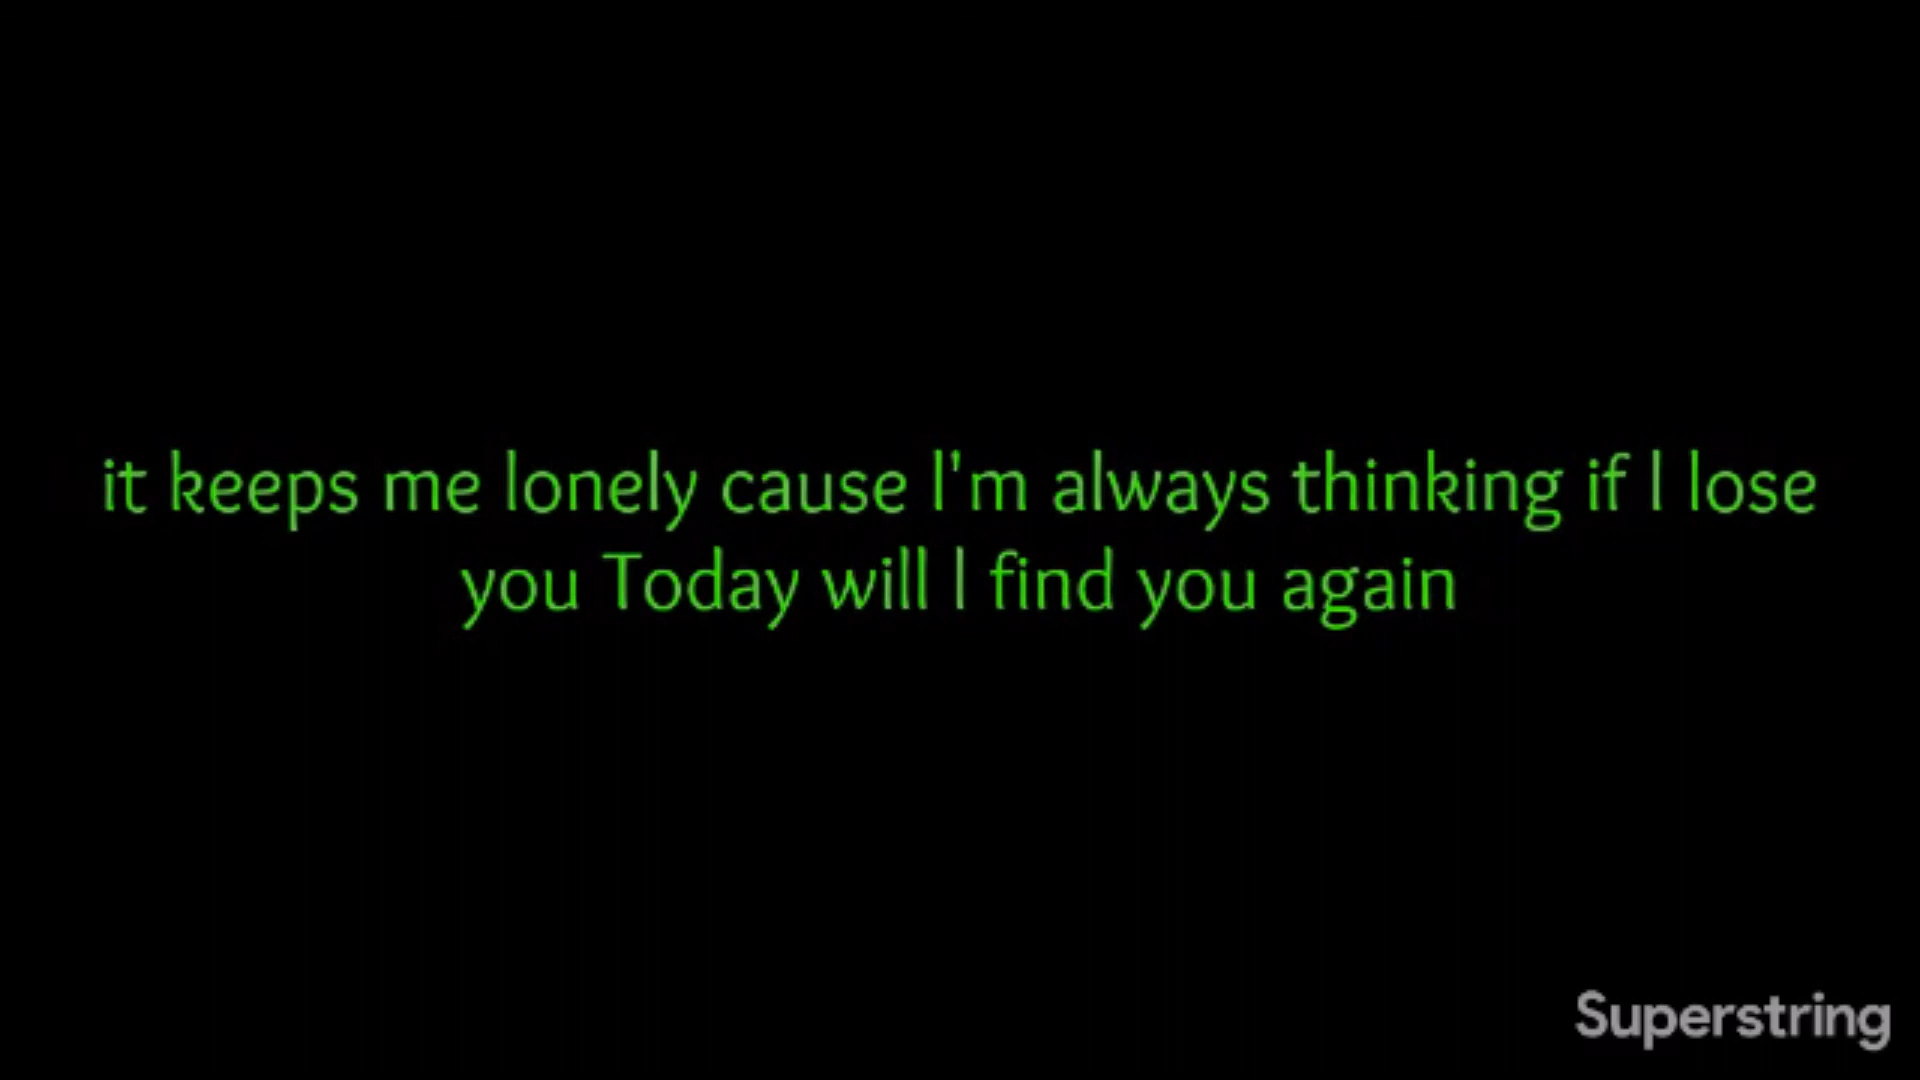 it keeps me lonely cause I'm always thinking if I lose
you Today will I find you again
Superstring